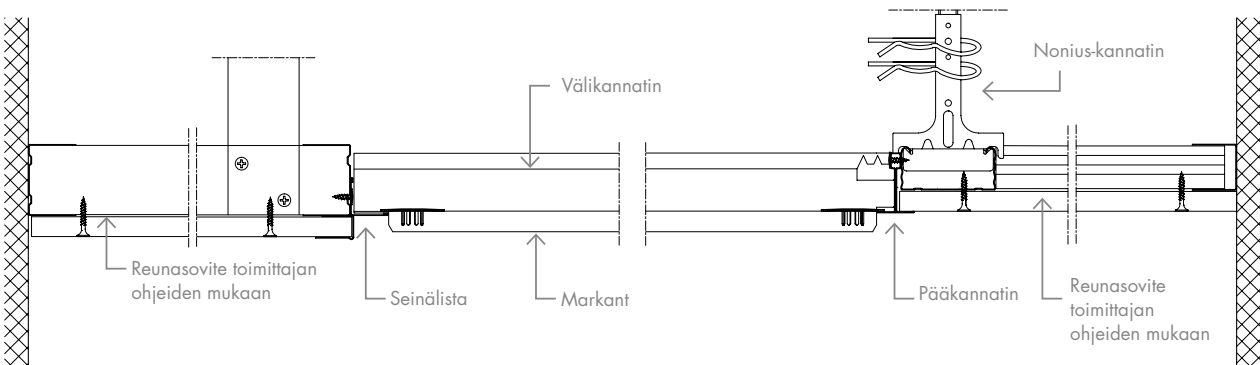 Nonius-kannatin
Välikannatin
Reunasovite toimittajan
ohjeiden mukaan
Seinälista
Markant
Pääkannatin
Reunasovite
toimittajan
ohjeiden mukaan